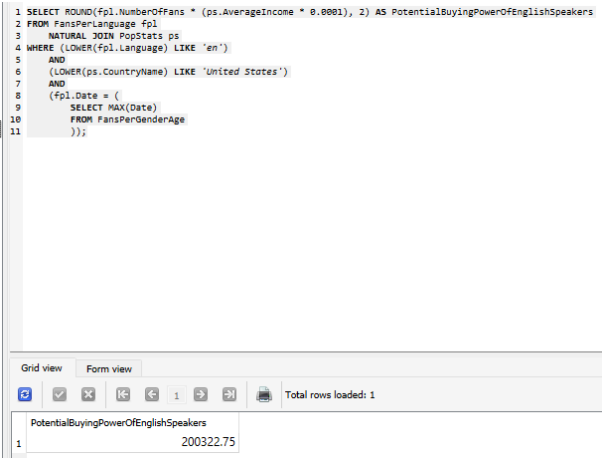 1 SELECT ROUND(fpl.NumberOfFans * (ps.AverageIncome * 0.0001), 2) AS PotentialBuyingPowerOfEnglishSpeakers
2 FROM FansPerLanguage fpl
3 NATURAL JOIN PopStats ps
4 WHERE (LOWER(fpl.Language) LIKE 'en')
5 AND
6 (LOWER(ps.CountryName) LIKE 'United States')
7 AND
8 (fpl.Date = (
9 SELECT MAX(Date)
10 FROM FansPerGenderAge
11 ));
Grid view Form view
1 Total rows loaded: 1
PotentialBuyingPowerOfEnglishSpeakers
1 200322.75